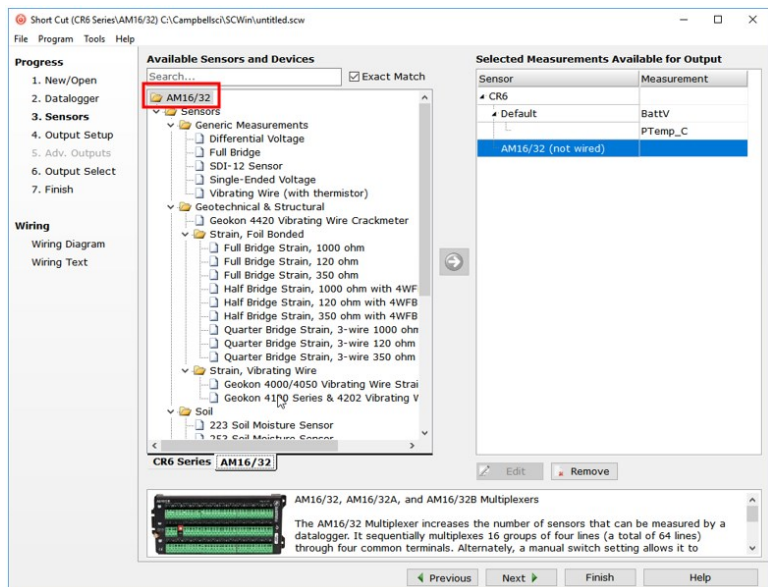 Short Cut (CR6 Series\AM16/32) C:\Campbellsci\SCWin\untitled.scw
File Program Tools Help
Progress
1. New/Open
2. Datalogger
3. Sensors
4. Output Setup
5. Adv. Outputs
6. Output Select
7. Finish
Wiring
Wiring Diagram
Wiring Text
Available Sensors and Devices
Search...
Exact Match
AM16/32
Sensors
Generic Measurements
Differential Voltage
Full Bridge
SDI-12 Sensor
Single-Ended Voltage
Vibrating Wire (with thermistor)
Geotechnical & Structural
Geokon 4420 Vibrating Wire Crackmeter
Strain, Foil Bonded
Full Bridge Strain, 1000 ohm
Full Bridge Strain, 120 ohm
Full Bridge Strain, 350 ohm
Half Bridge Strain, 1000 ohm with 4WFB
Half Bridge Strain, 120 ohm with 4WFB
Half Bridge Strain, 350 ohm with 4WFB
Quarter Bridge Strain, 3-wire 1000 ohm
Quarter Bridge Strain, 3-wire 120 ohm
Quarter Bridge Strain, 3-wire 350 ohm
Strain, Vibrating Wire
Geokon 4000/4050 Vibrating Wire Strai
Geokon 4100 Series & 4202 Vibrating
Soil
223 Soil Moisture Sensor
253 Soil Moisture Sensor
CR6 Series AM16/32
Selected Measurements Available for Output
Sensor Measurement
CR6
Default BattV
PTemp_C
AM16/32 (not wired)
Edit Remove
AM16/32, AM16/32A, and AM16/32B Multiplexers
The AM16/32 Multiplexer increases the number of sensors that can be measured by a
datalogger. It sequentially multiplexes 16 groups of four lines (a total of 64 lines)
through four common terminals. Alternately, a manual switch setting allows it to
Previous Next Finish Help